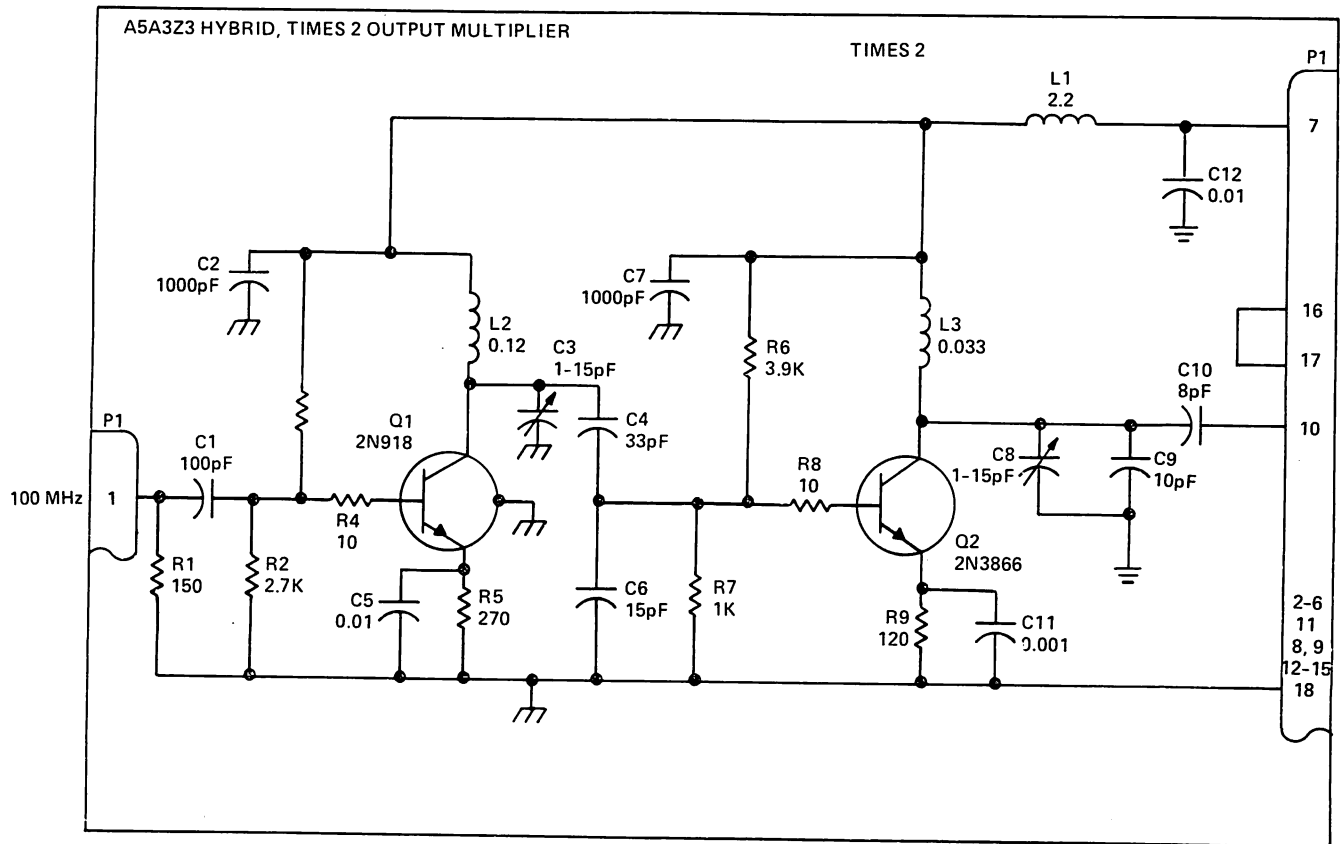 A5A3Z3 HYBRID, TIMES 2 OUTPUT MULTIPLIER
TIMES 2
P1
L1
2.2
7
C12
0.01
C2
1000pF
C7
1000pF
L2
0.12
C3
1-15pF
R6
3.9K
L3
0.033
16
17
C10
8pF
10
P1
C1
100pF
Q1
2N918
C4
33pF
R8
10
C8
1-15pF
C9
10pF
100 MHz
1
R4
10
Q2
2N3866
R1
150
R2
2.7K
C5
0.01
R5
270
C6
15pF
R7
1K
R9
120
C11
0.001
2-6
11
8, 9
12-15
18